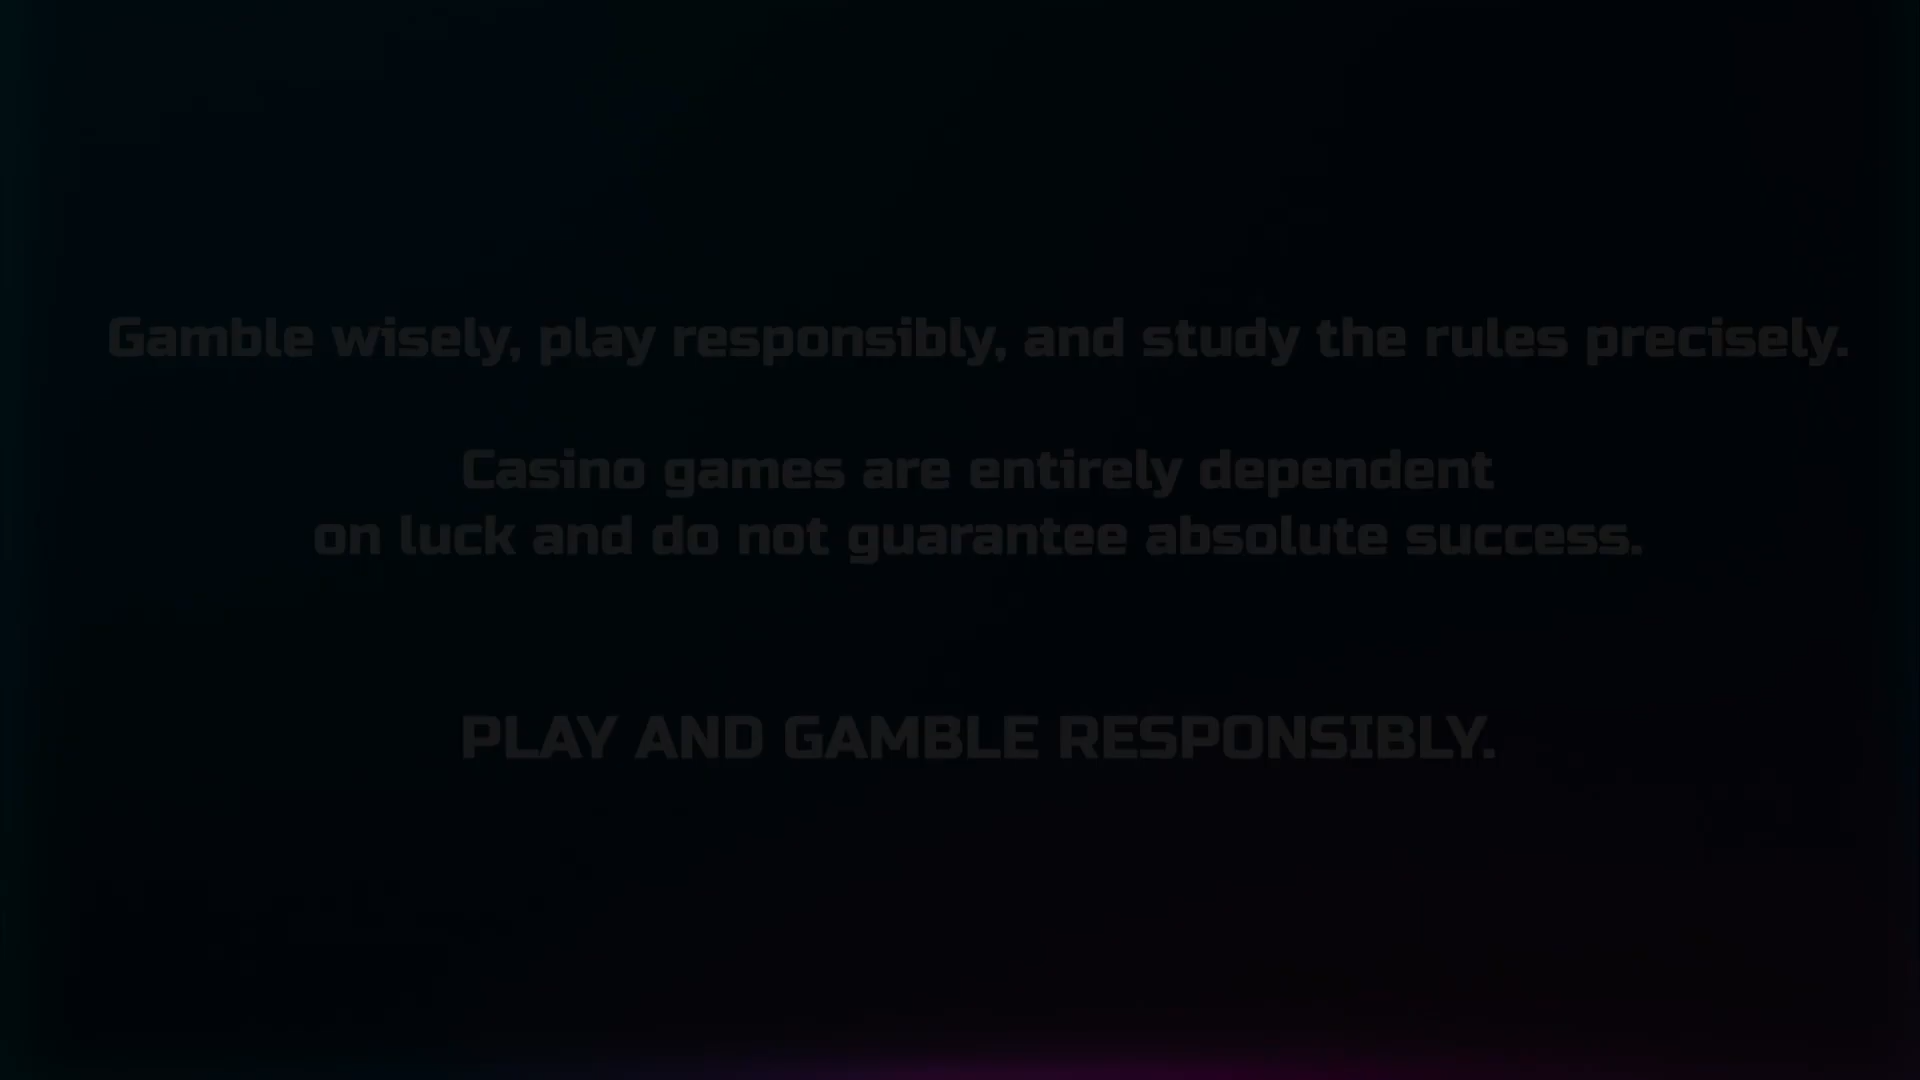 Gamble wisely, play responsibly, and study the rules precisely.
Casino games are entirely dependent
on luck and do not guarantee absolute success.
PLAY AND GAMBLE RESPONSIBLY.